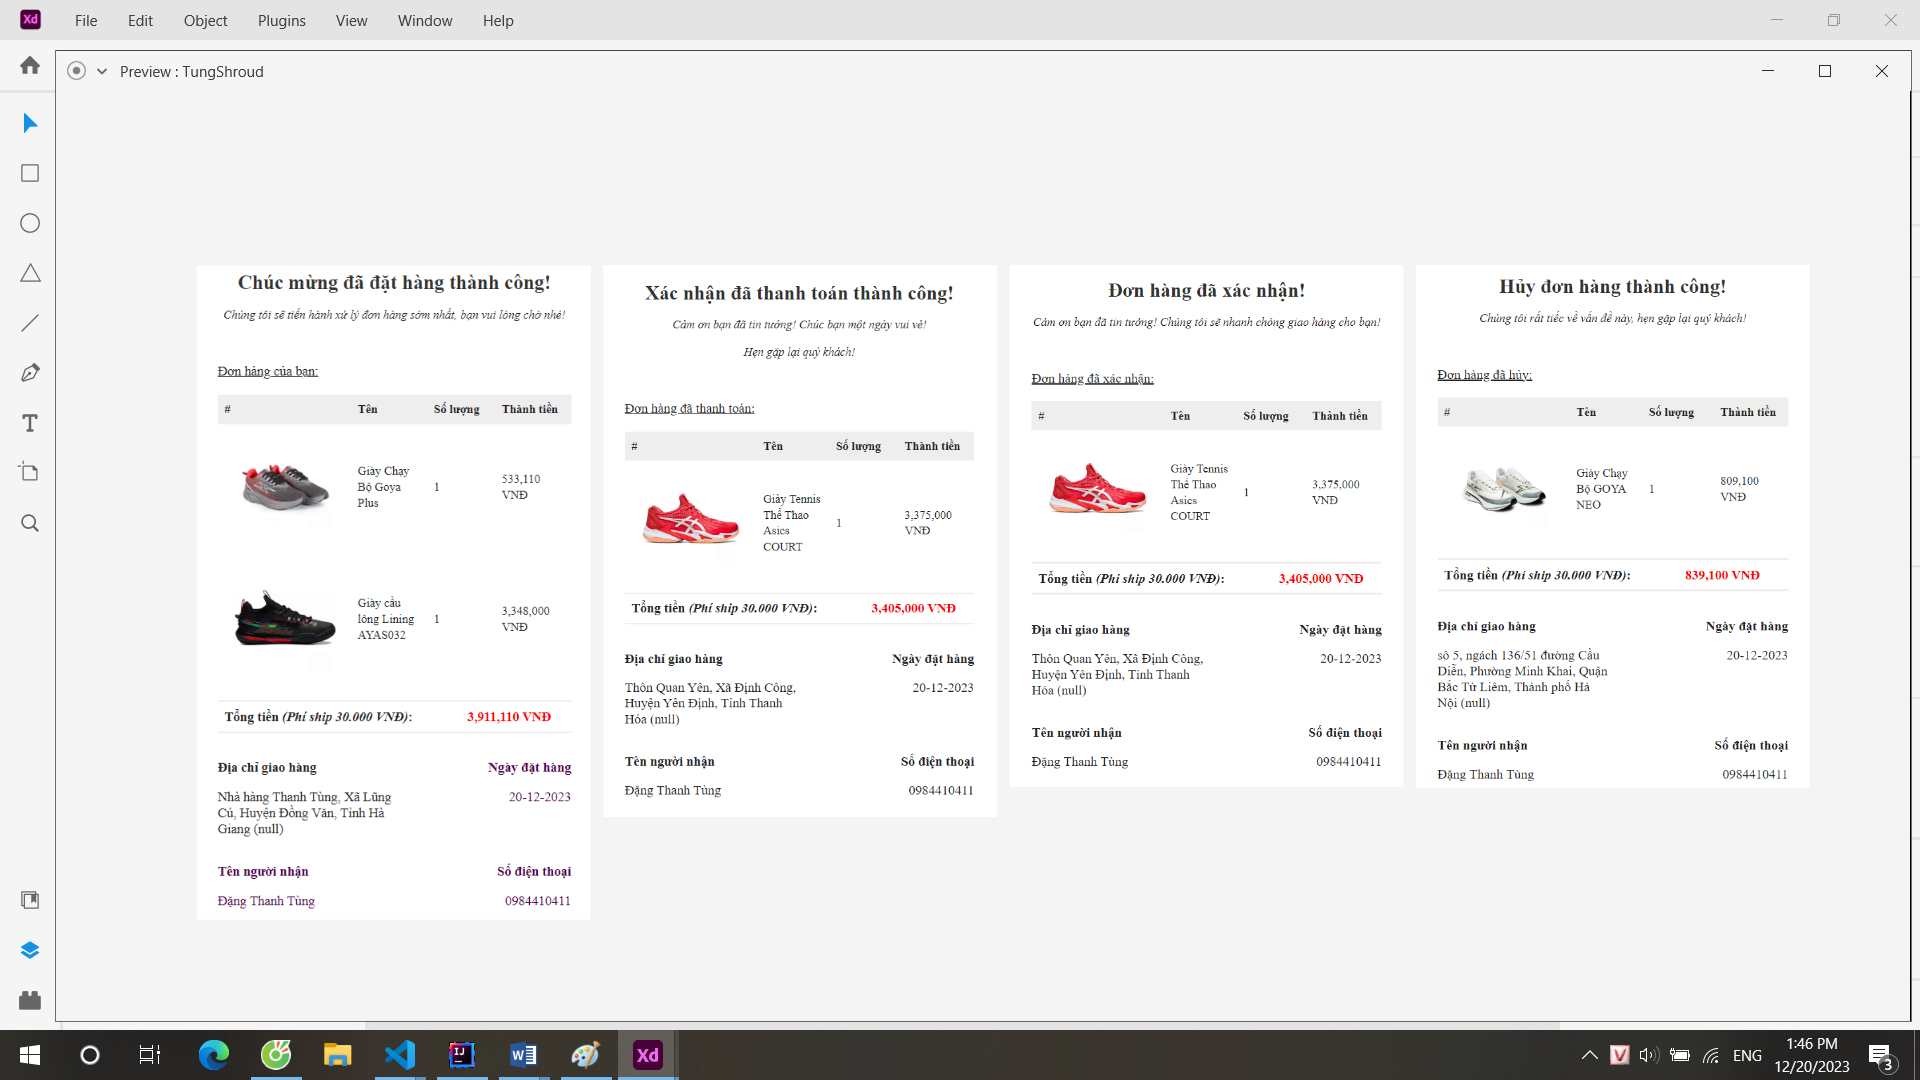 Xd File Edit Object Plugins View Window Help
Preview : TungShroud
Chúc mừng đã đặt hàng thành công!
Chúng tôi sẽ tiến hành xử lý đơn hàng sớm nhất, bạn vui lòng chờ nhé!
Đơn hàng của bạn:
# Tên Số lượng Thành tiền
Giày Chạy
Bộ Goya
Plus
1
533,110
VNĐ
Giày cầu
lông Lining
AYAS032
1
3,348,000
VNĐ
Tổng tiền (Phí ship 30.000 VNĐ): 3,911,110 VNĐ
Địa chỉ giao hàng Ngày đặt hàng
Nhà hàng Thanh Tùng, Xã Lũng 20-12-2023
Cú, Huyện Đồng Văn, Tỉnh Hà
Giang (null)
Tên người nhận Số điện thoại
Đặng Thanh Tùng 0984410411
Xác nhận đã thanh toán thành công!
Cảm ơn bạn đã tin tưởng! Chúc bạn một ngày vui vẻ!
Hẹn gặp lại quý khách!
Đơn hàng đã thanh toán:
# Tên Số lượng Thành tiền
Giày Tennis
Thể Thao
Asics
COURT
1
3,375,000
VNĐ
Tổng tiền (Phí ship 30.000 VNĐ): 3,405,000 VNĐ
Địa chỉ giao hàng Ngày đặt hàng
Thôn Quan Yên, Xã Định Công, 20-12-2023
Huyện Yên Định, Tỉnh Thanh
Hóa (null)
Tên người nhận Số điện thoại
Đặng Thanh Tùng 0984410411
Đơn hàng đã xác nhận!
Cảm ơn bạn đã tin tưởng! Chúng tôi sẽ nhanh chóng giao hàng cho bạn!
Đơn hàng đã xác nhận:
# Tên Số lượng Thành tiền
Giày Tennis
Thể Thao
Asics
COURT
1
3,375,000
VNĐ
Tổng tiền (Phí ship 30.000 VNĐ): 3,405,000 VNĐ
Địa chỉ giao hàng Ngày đặt hàng
Thôn Quan Yên, Xã Định Công, 20-12-2023
Huyện Yên Định, Tỉnh Thanh
Hóa (null)
Tên người nhận Số điện thoại
Đặng Thanh Tùng 0984410411
Hủy đơn hàng thành công!
Chúng tôi rất tiếc về vấn đề này, hẹn gặp lại quý khách!
Đơn hàng đã hủy:
# Tên Số lượng Thành tiền
Giày Chạy
Bộ GOYA
NEO
1
809,100
VNĐ
Tổng tiền (Phí ship 30.000 VNĐ): 839,100 VNĐ
Địa chỉ giao hàng Ngày đặt hàng
số 5, ngách 136/51 đường Cầu 20-12-2023
Diễn, Phường Minh Khai, Quận
Bắc Từ Liêm, Thành phố Hà
Nội (null)
Tên người nhận Số điện thoại
Đặng Thanh Tùng 0984410411
IJ W Xd V ENG
1:46 PM
12/20/2023
3